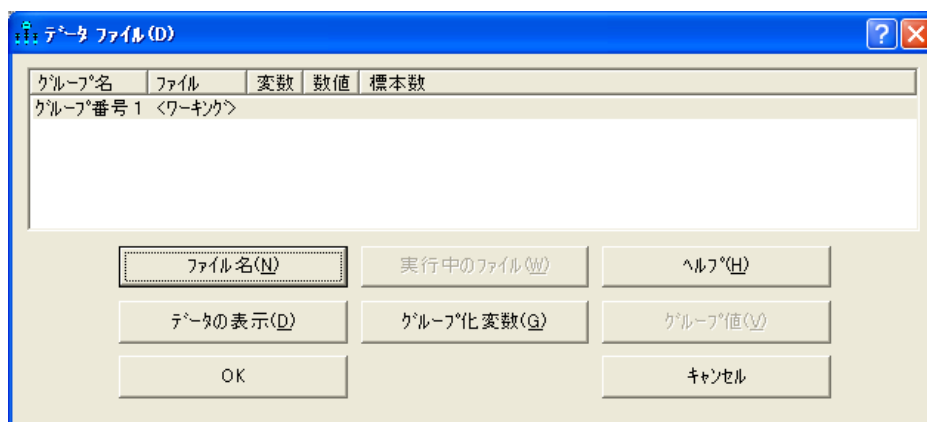 ﾃﾞｰﾀ ﾌｧｲﾙ(D)
ｸﾞﾙｰﾌﾟ名 ﾌｧｲﾙ 変数 数値 標本数
ｸﾞﾙｰﾌﾟ番号 1 <ﾜｰｷﾝｸﾞ>
ﾌｧｲﾙ名(N) 実行中のﾌｧｲﾙ(W) ﾍﾙﾌﾟ(H)
ﾃﾞｰﾀの表示(D) ｸﾞﾙｰﾌﾟ化変数(G) ｸﾞﾙｰﾌﾟ値(V)
OK ｷｬﾝｾﾙ